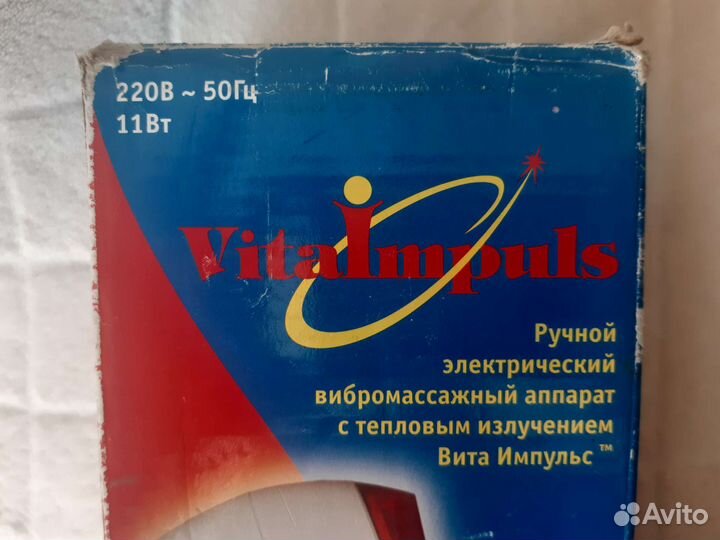 220В ~ 50Гц
11Вт
VitaImpuls
Ручной
электрический
вибромассажный аппарат
с тепловым излучением
Вита Импульс™
Avito